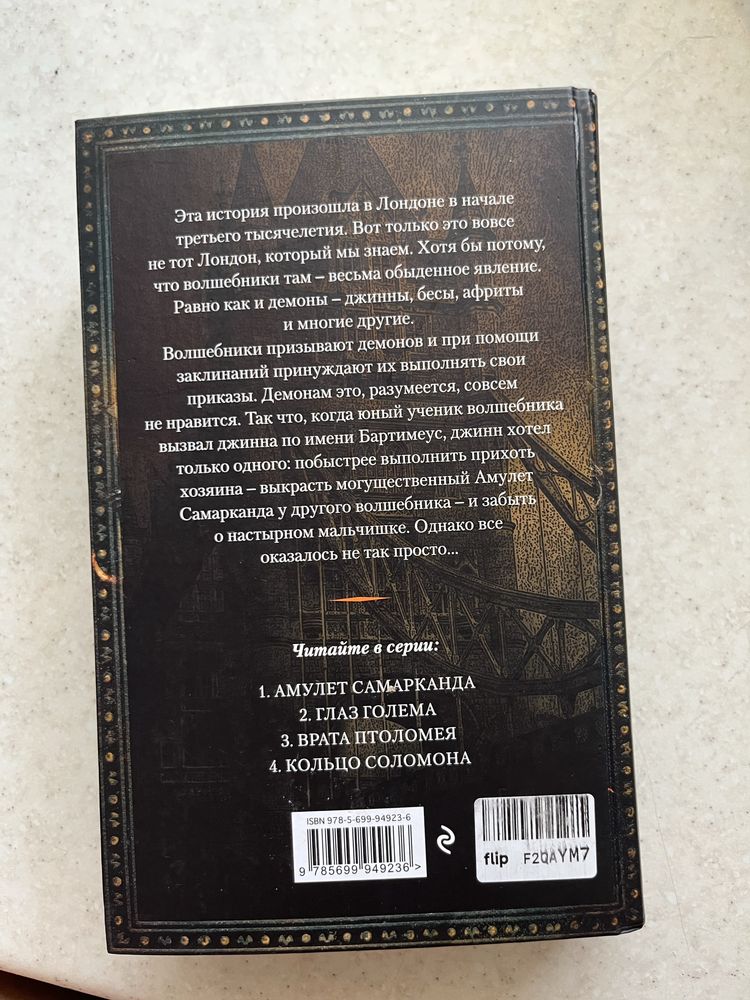 Эта история произошла в Лондоне в начале
третьего тысячелетия. Вот только это вовсе
не тот Лондон, который мы знаем. Хотя бы потому,
что волшебники там – весьма обыденное явление.
Равно как и демоны – джинны, бесы, африты
и многие другие.
Волшебники призывают демонов и при помощи
заклинаний принуждают их выполнять свои
приказы. Демонам это, разумеется, совсем
не нравится. Так что, когда юный ученик волшебника
вызвал джинна по имени Бартимеус, джинн хотел
только одного: побыстрее выполнить прихоть
хозяина – выкрасть могущественный Амулет
Самарканда у другого волшебника – и забыть
о настырном мальчишке. Однако все
оказалось не так просто...
Читайте в серии:
1. АМУЛЕТ САМАРКАНДА
2. ГЛАЗ ГОЛЕМА
3. ВРАТА ПТОЛОМЕЯ
4. КОЛЬЦО СОЛОМОНА
ISBN 978-5-699-94923-6
9 785699 949236 >
flip F2QAYM7